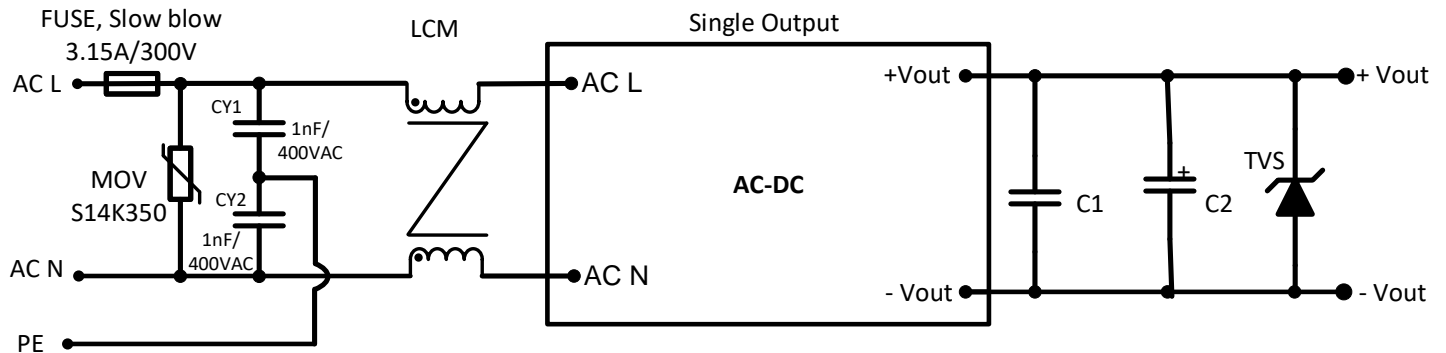 FUSE, Slow blow
3.15A/300V
LCM
Single Output
AC L
AC L
+Vout
+ Vout
CY1
1nF/
400VAC
MOV
S14K350
CY2
1nF/
400VAC
AC-DC
C1
+
C2
TVS
AC N
AC N
- Vout
- Vout
PE